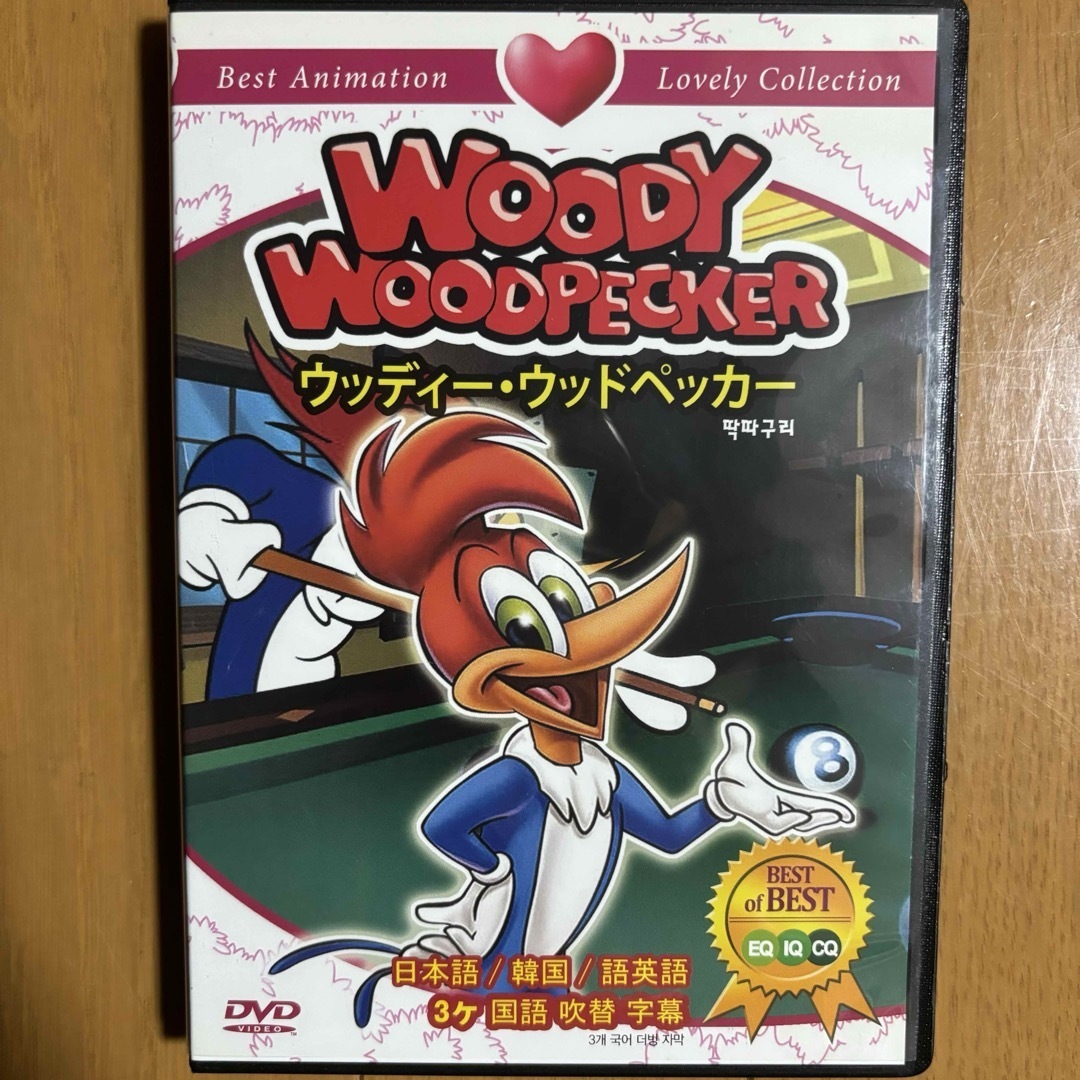 Best Animation Lovely Collection
WOODY
WOODPECKER
ウッディー・ウッドペッカー
딱따구리
8
BEST
of BEST
EQ IQ CQ
日本語 / 韓国 / 語英語
3ヶ国語 吹替 字幕
3개 국어 더빙 자막
DVD
VIDEO